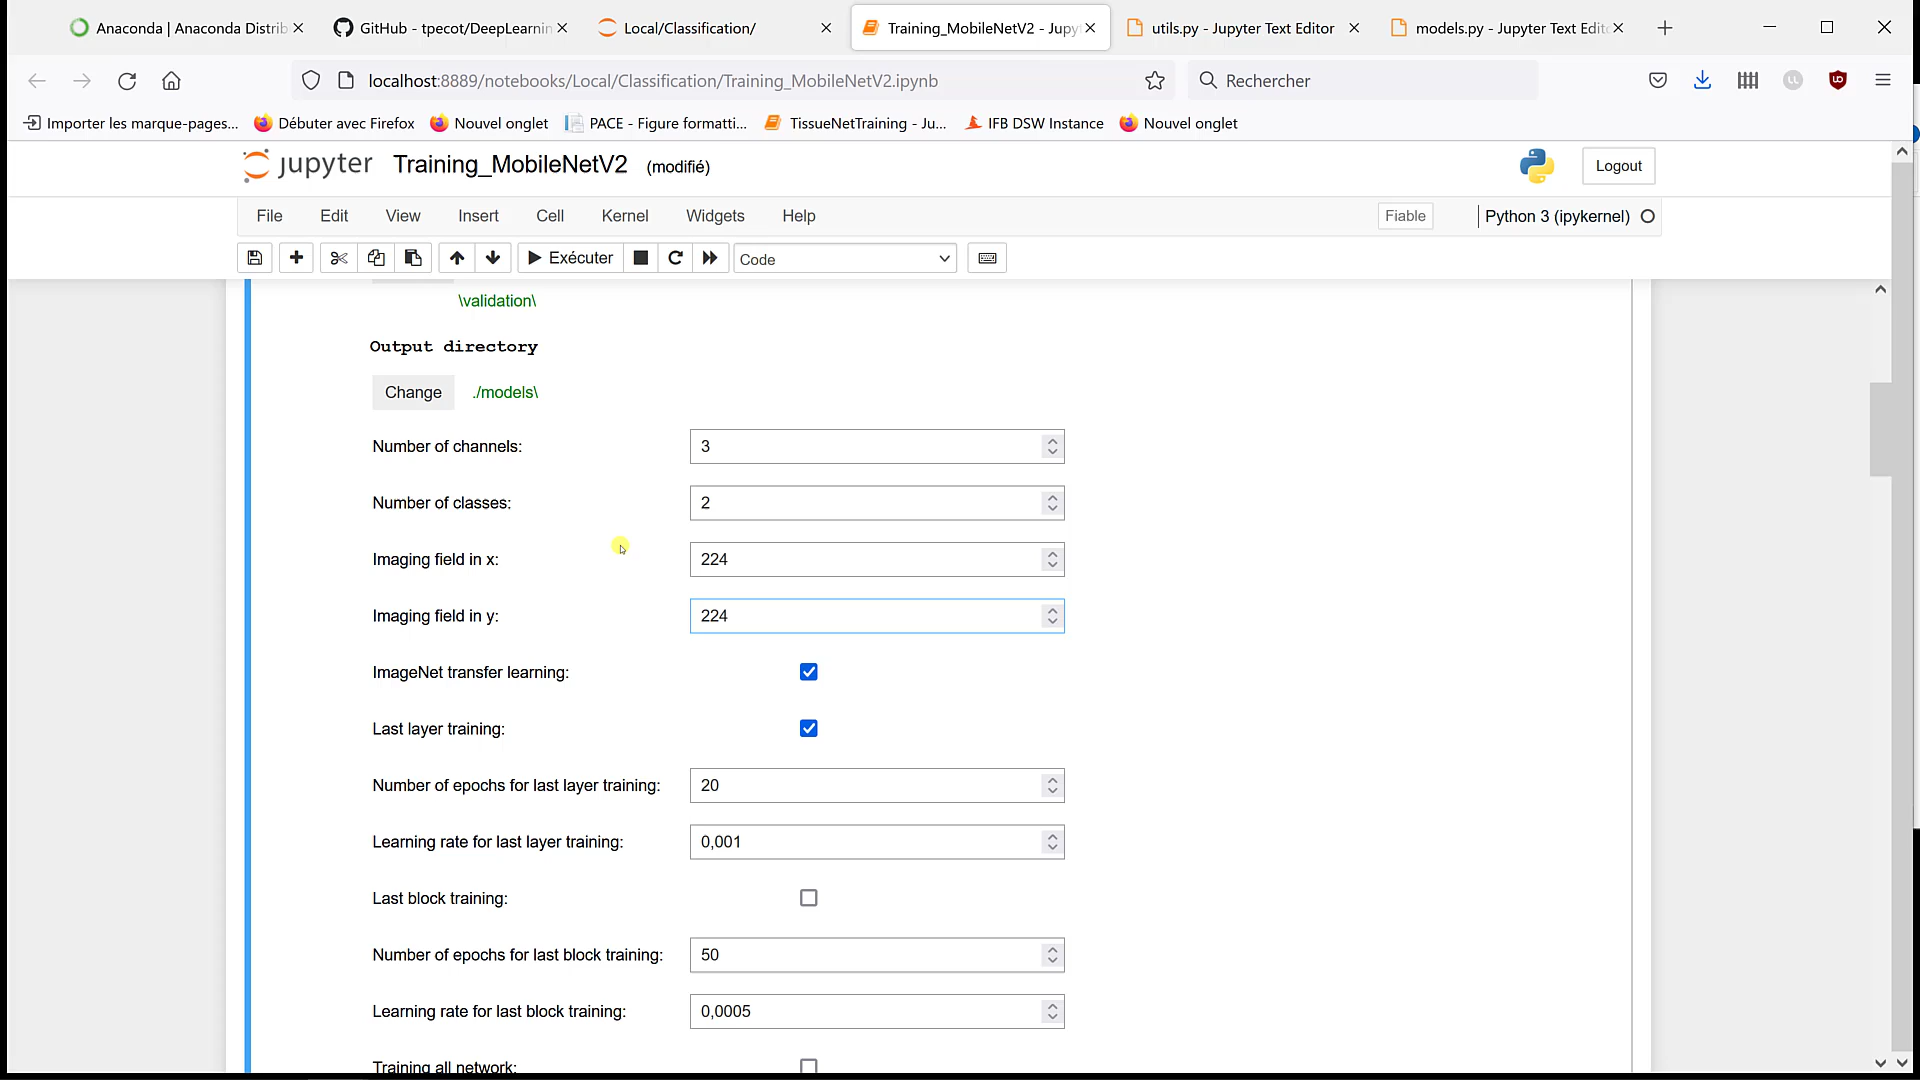 Anaconda | Anaconda Distrib
GitHub - tpecot/DeepLearnin
Local/Classification/
Training_MobileNetV2 - Jupy
utils.py - Jupyter Text Editor
models.py - Jupyter Text Edito
localhost:8889/notebooks/Local/Classification/Training_MobileNetV2.ipynb
Rechercher
Importer les marque-pages...
Débuter avec Firefox
Nouvel onglet
PACE - Figure formatti...
TissueNetTraining - Ju...
IFB DSW Instance
Nouvel onglet
jupyter Training_MobileNetV2 (modifié)
Logout
File Edit View Insert Cell Kernel Widgets Help
Fiable
Python 3 (ipykernel)
Exécuter
Code
\validation\
Output directory
Change ./models\
Number of channels: 3
Number of classes: 2
Imaging field in x: 224
Imaging field in y: 224
ImageNet transfer learning:
Last layer training:
Number of epochs for last layer training: 20
Learning rate for last layer training: 0,001
Last block training:
Number of epochs for last block training: 50
Learning rate for last block training: 0,0005
Training all network: